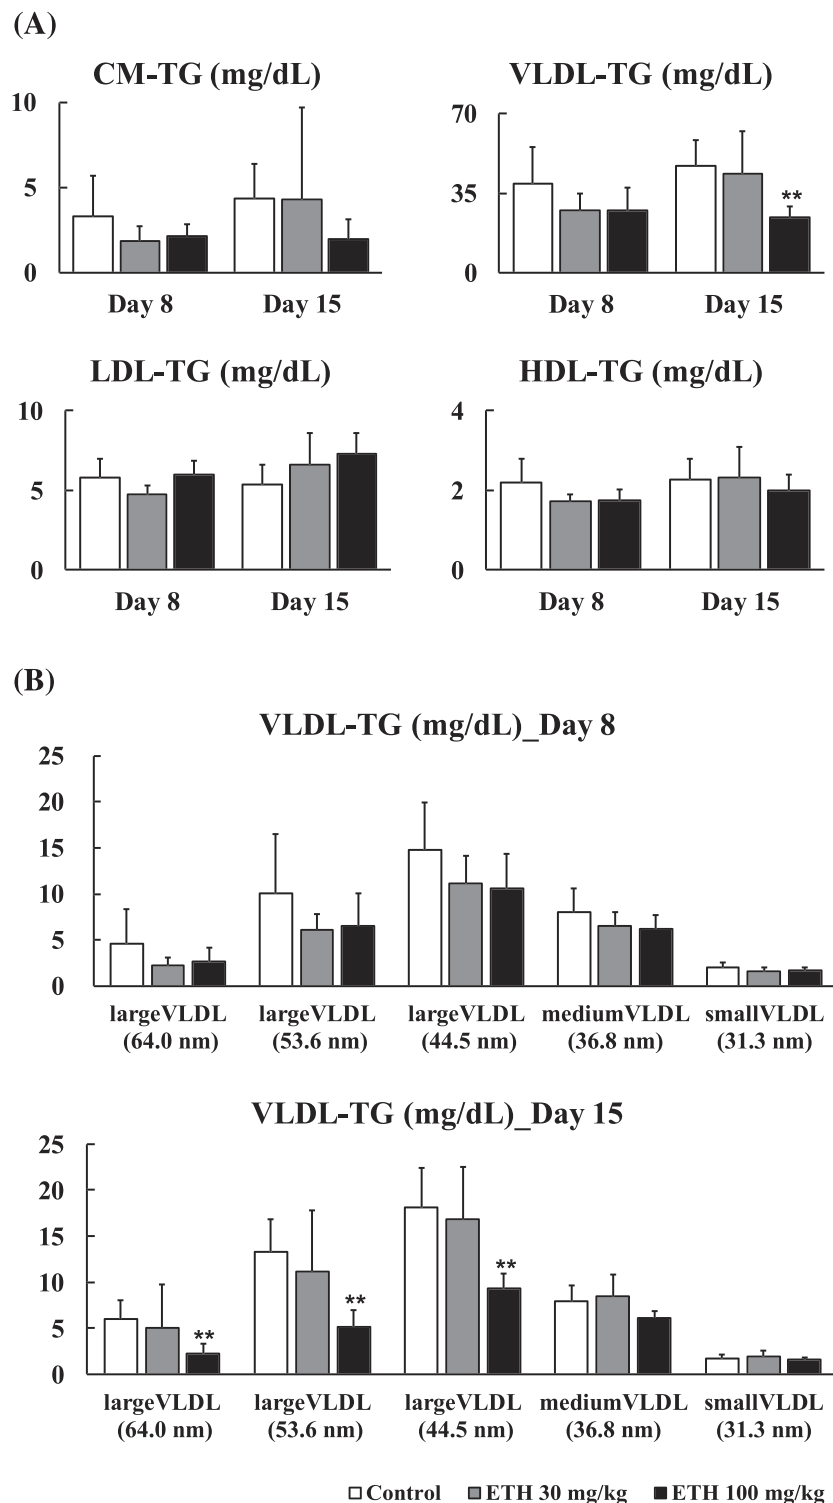 (A)
CM-TG (mg/dL)
10
5
0
Day 8
Day 15
VLDL-TG (mg/dL)
70
35
0
**
Day 8
Day 15
LDL-TG (mg/dL)
10
5
0
Day 8
Day 15
HDL-TG (mg/dL)
4
2
0
Day 8
Day 15
(B)
VLDL-TG (mg/dL)_Day 8
25
20
15
10
5
0
largeVLDL largeVLDL largeVLDL mediumVLDL smallVLDL
(64.0 nm) (53.6 nm) (44.5 nm) (36.8 nm) (31.3 nm)
VLDL-TG (mg/dL)_Day 15
25
20
15
10
5
0
** ** **
largeVLDL largeVLDL largeVLDL mediumVLDL smallVLDL
(64.0 nm) (53.6 nm) (44.5 nm) (36.8 nm) (31.3 nm)
Control ETH 30 mg/kg ETH 100 mg/kg